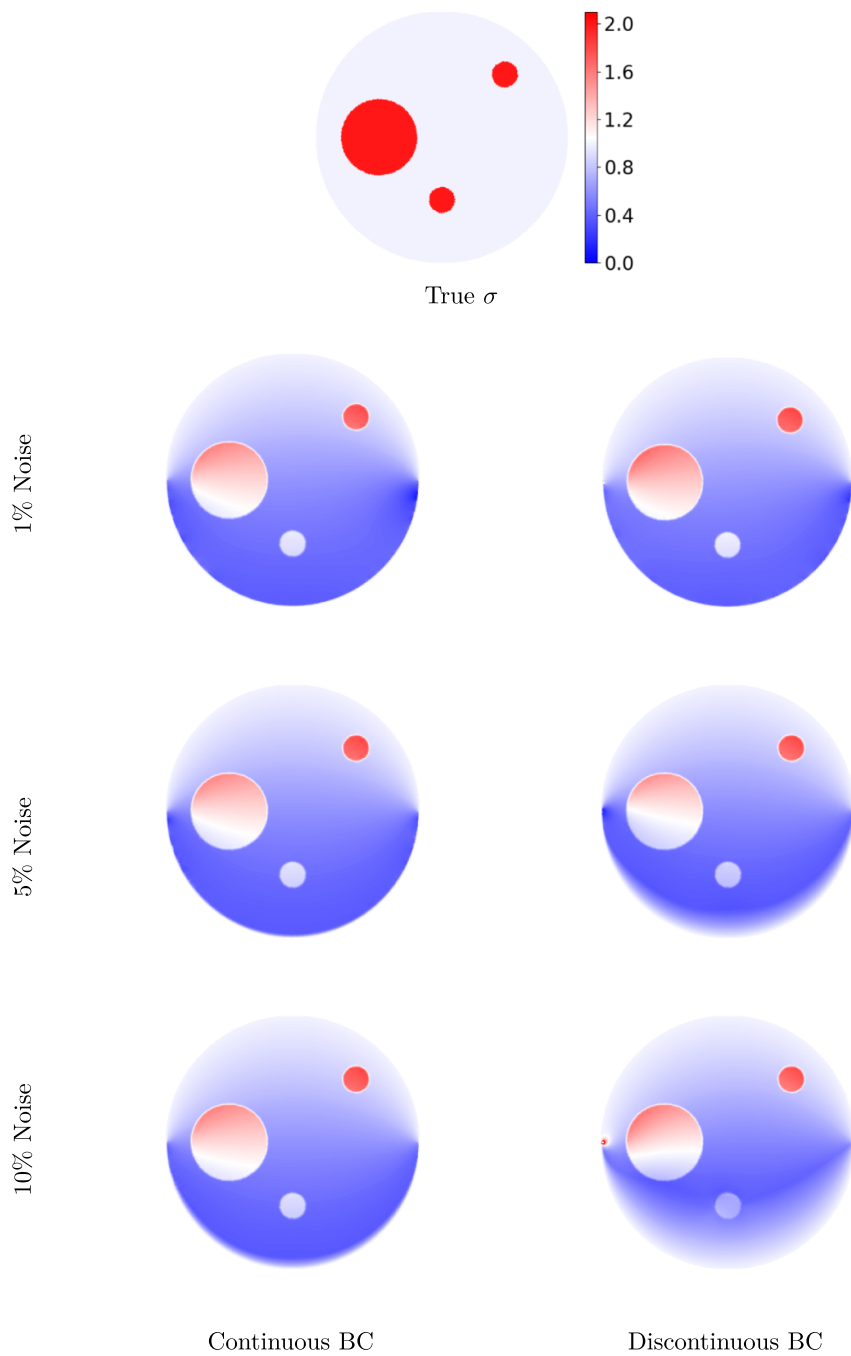 2.0
1.6
1.2
0.8
0.4
0.0
True σ
1% Noise
5% Noise
10% Noise
Continuous BC
Discontinuous BC